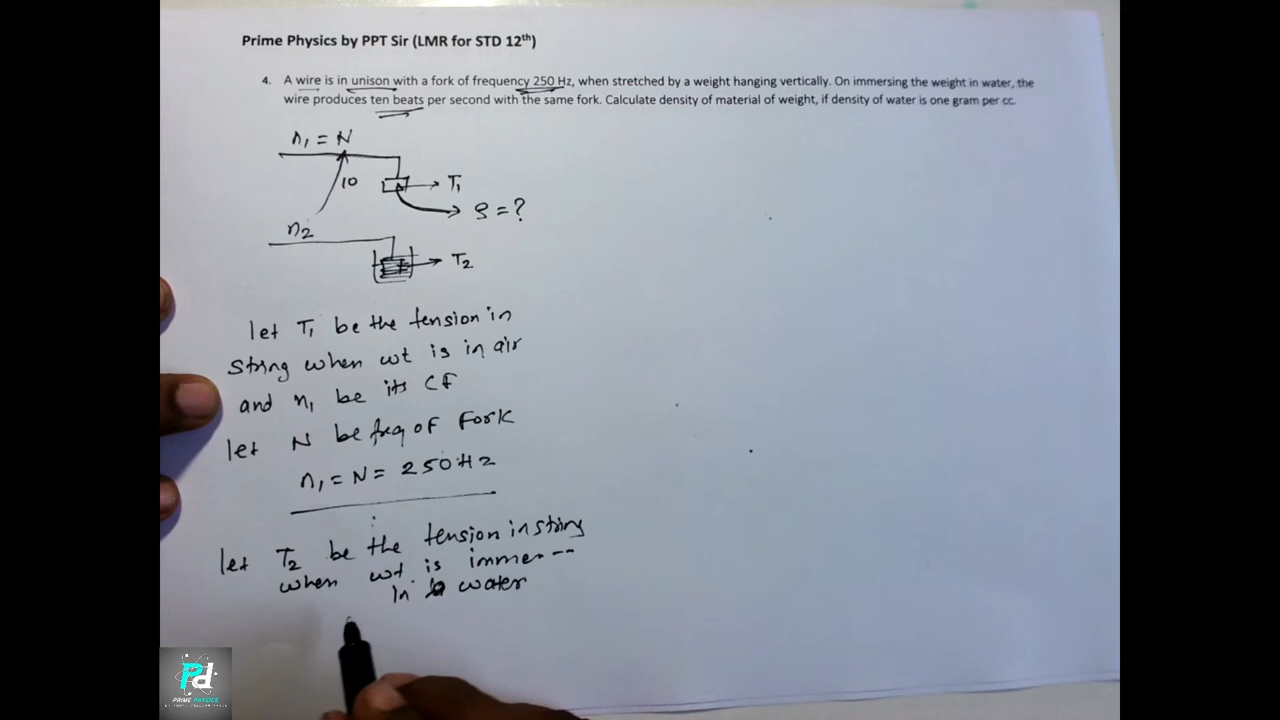 Prime Physics by PPT Sir (LMR for STD 12th)
4. A wire is in unison with a fork of frequency 250 Hz, when stretched by a weight hanging vertically. On immersing the weight in water, the
wire produces ten beats per second with the same fork. Calculate density of material of weight, if density of water is one gram per cc.
n1 = N
10
T1
ρ = ?
n2
T2
let T1 be the tension in
string when wt is in air
and n1 be its CF
let N be freq of Fork
n1 = N = 250 Hz
let T2 be the tension in string
when wt. is immer---
In water
Pd
PRIME PHYSICS